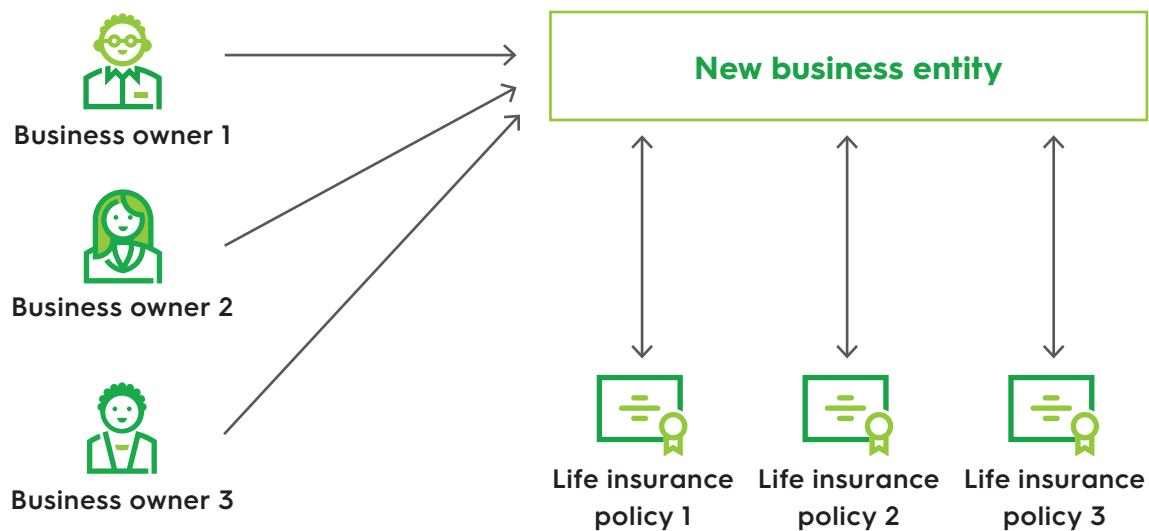 New business entity
Business owner 1
Business owner 2
Business owner 3
Life insurance
policy 1
Life insurance
policy 2
Life insurance
policy 3